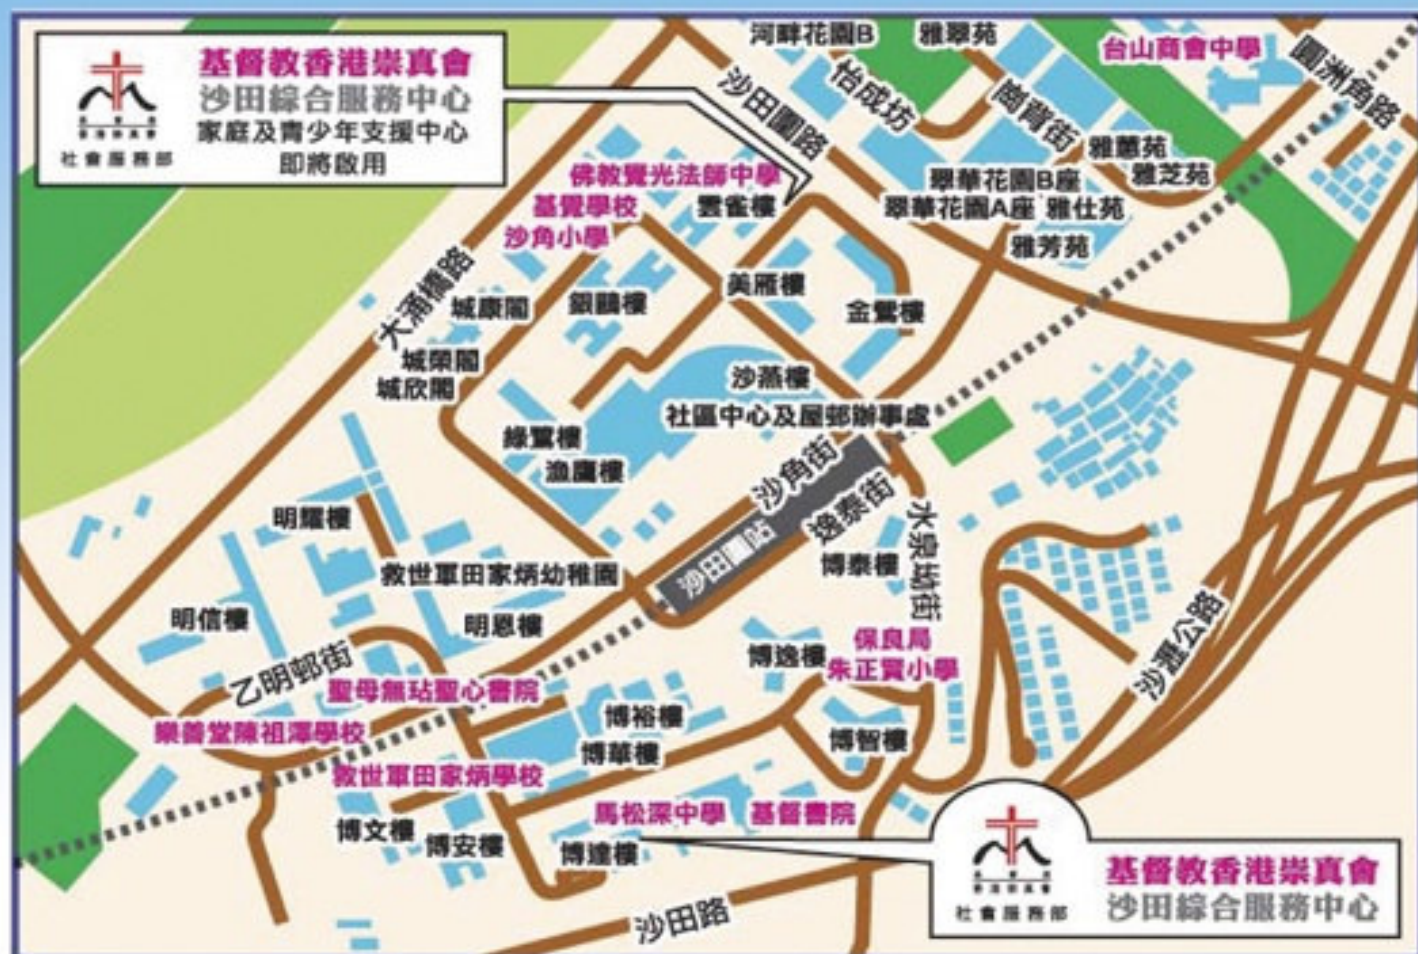 基督教香港崇真會
沙田綜合服務中心
家庭及青少年支援中心
即將啟用
社會服務部
河畔花園B
雅翠苑
台山商會中學
圓洲角路
沙田圍路
怡成坊
崗背街
雅蕙苑
雅芝苑
翠華花園B座
翠華花園A座 雅仕苑
雅芳苑
佛教覺光法師中學
基覺學校
雲雀樓
沙角小學
大涌橋路
城康閣
銀鷗樓
美雁樓
金鶯樓
城榮閣
城欣閣
沙燕樓
社區中心及屋邨辦事處
綠鷺樓
漁鷹樓
沙角街
逸泰街
沙田圍站
水泉坳街
明耀樓
救世軍田家炳幼稚園
博泰樓
明信樓
明恩樓
乙明邨街
博逸樓
保良局
朱正賢小學
沙瀝公路
聖母無玷聖心書院
樂善堂陳祖澤學校
博裕樓
博華樓
博智樓
救世軍田家炳學校
馬松深中學
基督書院
博文樓
博安樓
博達樓
沙田路
社會服務部
基督教香港崇真會
沙田綜合服務中心